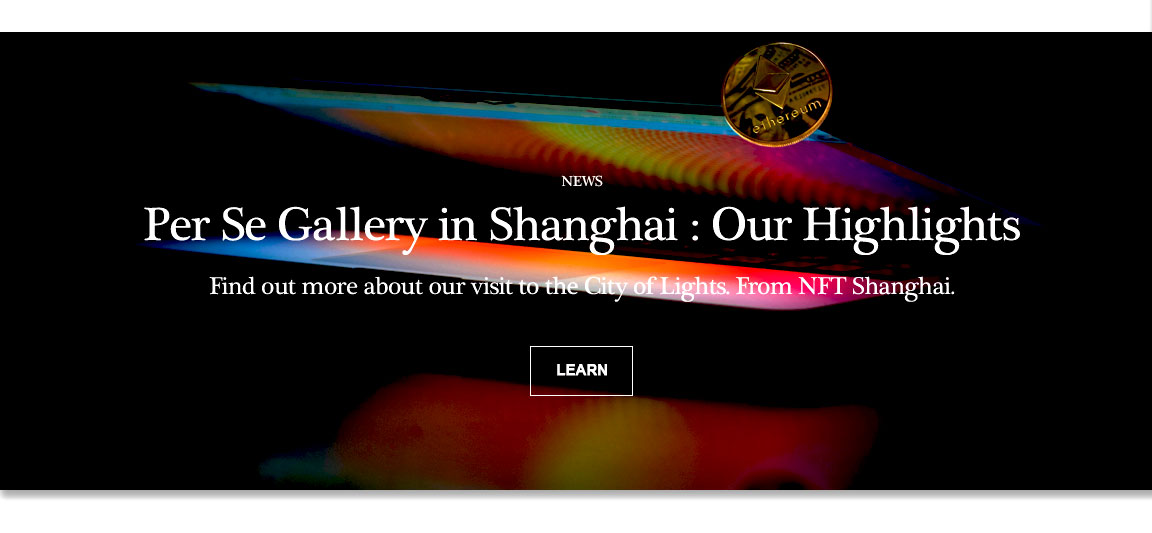 ethereum
NEWS
Per Se Gallery in Shanghai : Our Highlights
Find out more about our visit to the City of Lights. From NFT Shanghai.
LEARN